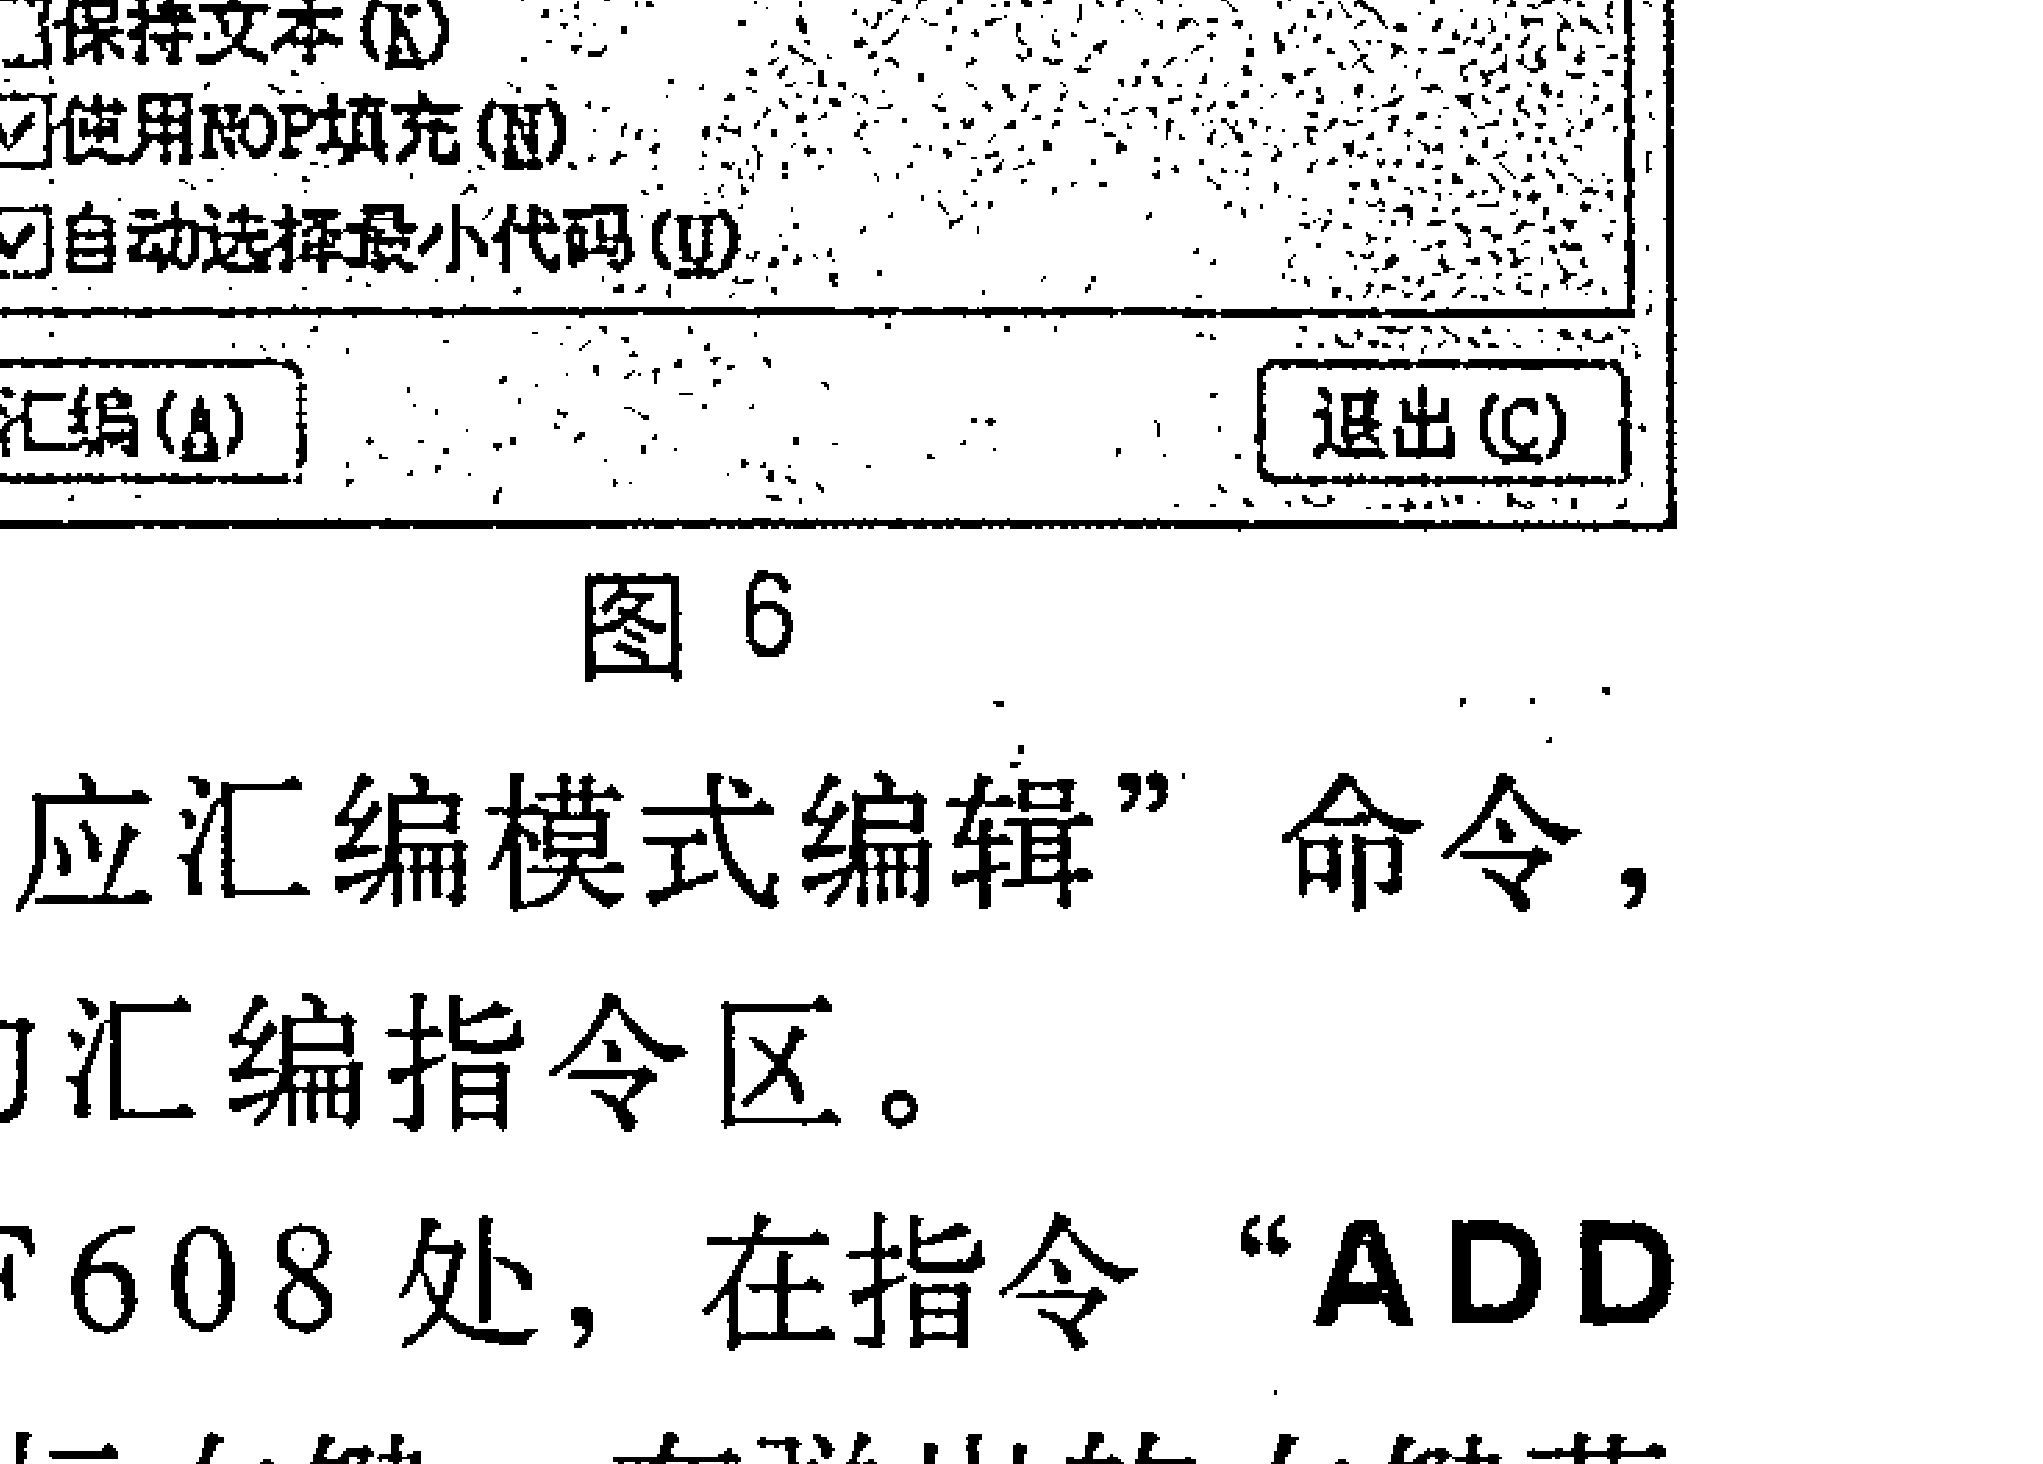 保持文本(K)
使用NOP填充(N)
自动选择最小代码(U)
汇编(A) 退出(C)
图 6
应汇编模式编辑” 命令，
汇编指令区。
F608 处，在指令 “ADD